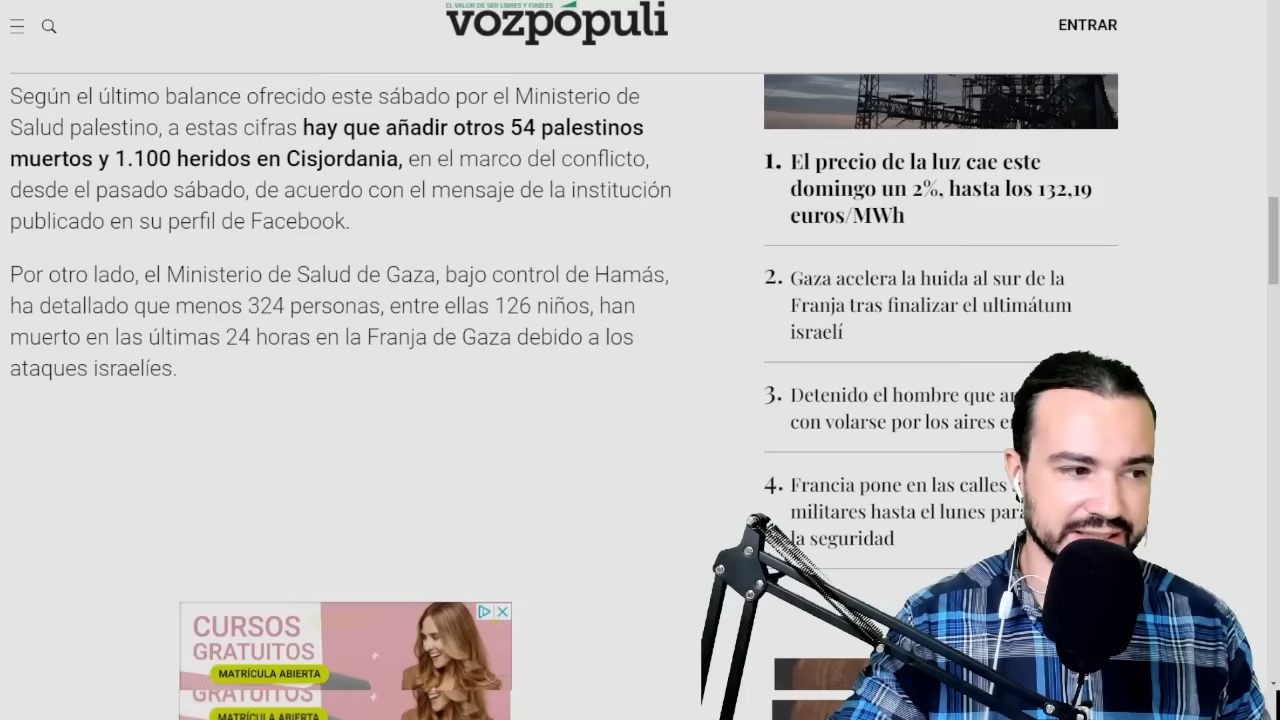 EL VALOR DE SER LIBRES Y FIABLES
vozpópuli
ENTRAR
Según el último balance ofrecido este sábado por el Ministerio de
Salud palestino, a estas cifras hay que añadir otros 54 palestinos
muertos y 1.100 heridos en Cisjordania, en el marco del conflicto,
desde el pasado sábado, de acuerdo con el mensaje de la institución
publicado en su perfil de Facebook.
Por otro lado, el Ministerio de Salud de Gaza, bajo control de Hamás,
ha detallado que menos 324 personas, entre ellas 126 niños, han
muerto en las últimas 24 horas en la Franja de Gaza debido a los
ataques israelíes.
1. El precio de la luz cae este
domingo un 2%, hasta los 132,19
euros/MWh
2. Gaza acelera la huida al sur de la
Franja tras finalizar el ultimátum
israelí
3. Detenido el hombre que
con volarse por los aires
4. Francia pone en las calles
militares hasta el lunes para
la seguridad
CURSOS
GRATUITOS
MATRÍCULA ABIERTA
GRATUITOS
MATRÍCULA ABIERTA